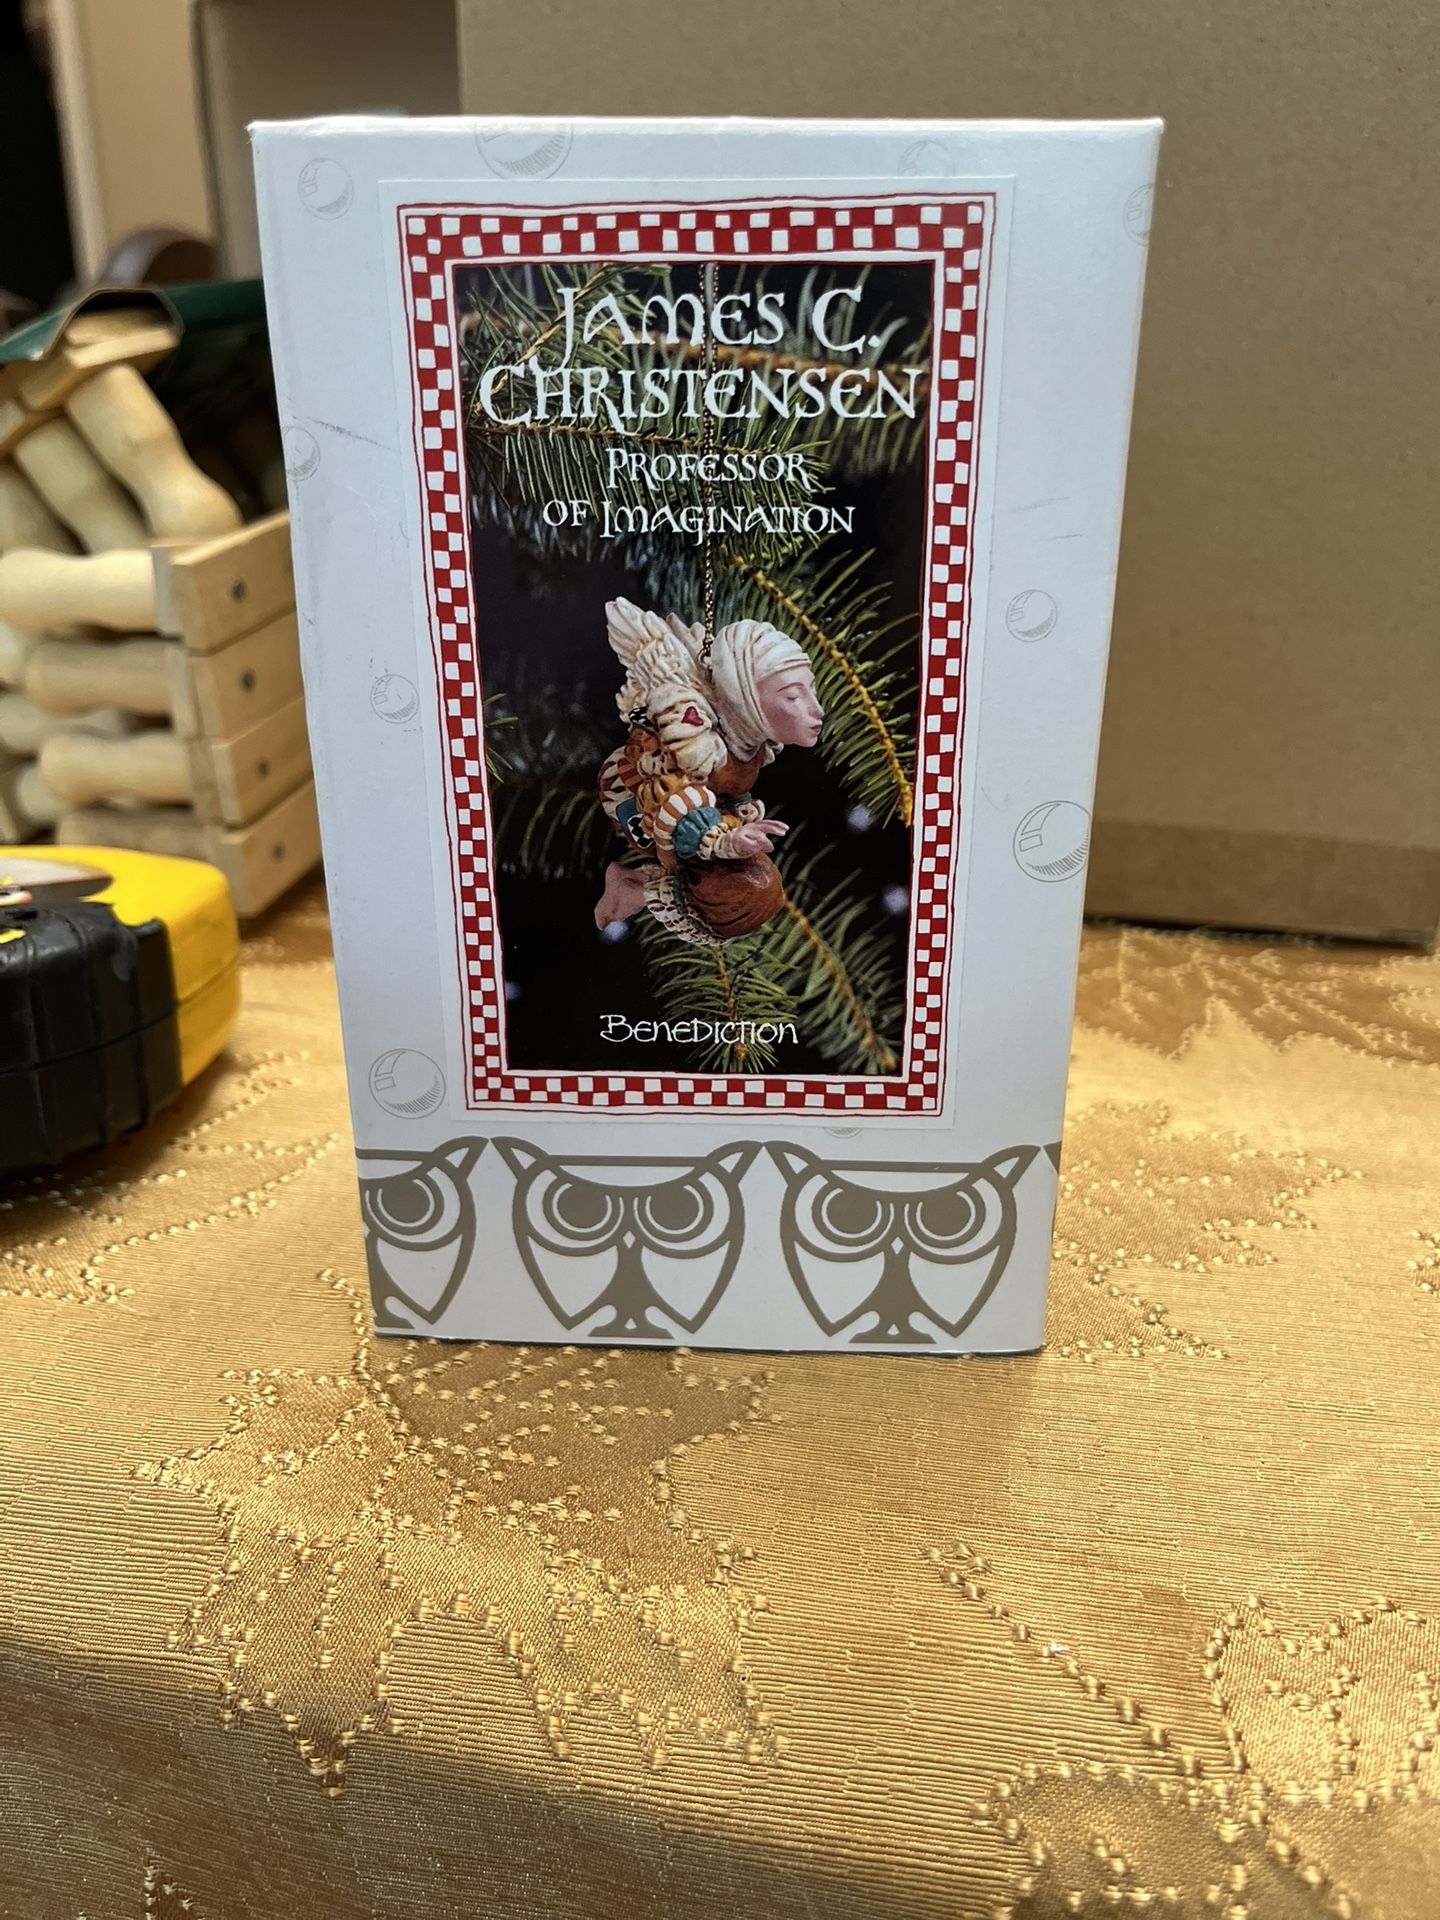 James C.
Christensen
Professor
of Imagination
Benediction